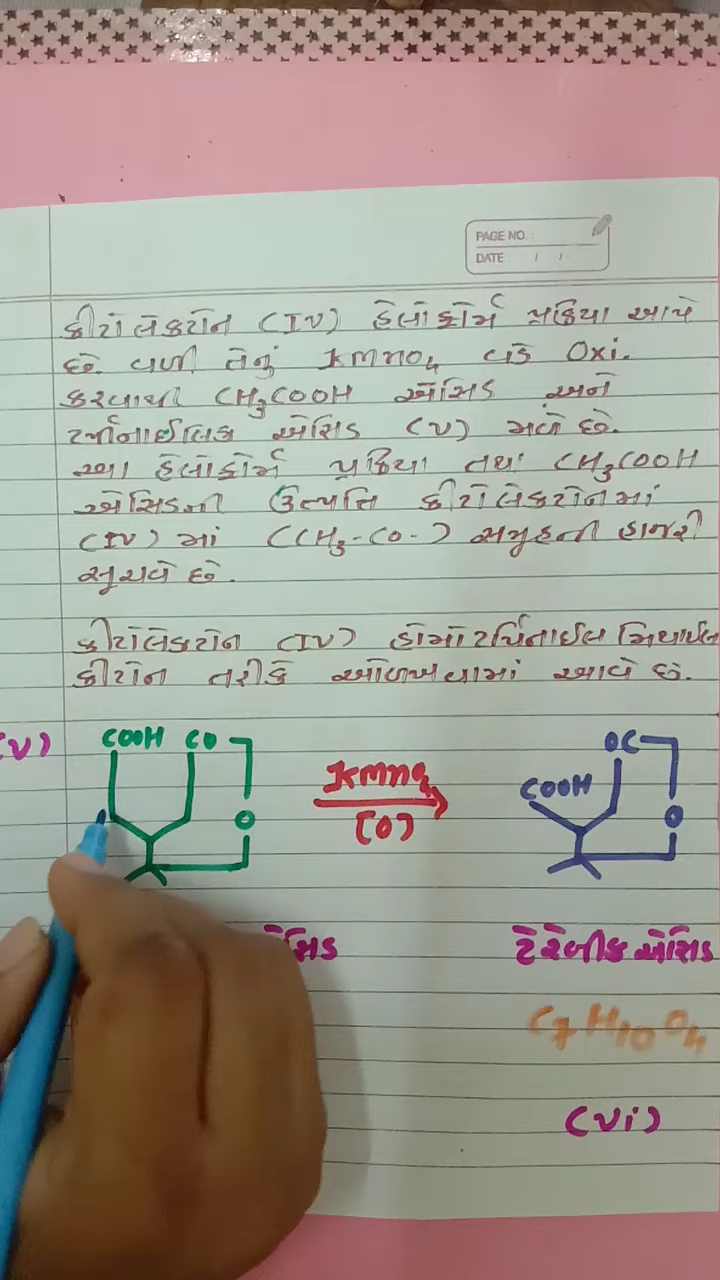 PAGE NO. :
DATE : / /
કીટોલેકટોન (IV) હેલોફોર્મ પ્રક્રિયા આપે
છે. વળી તેનું KMnO4 વડે Oxi.
કરવાથી CH3COOH એસિડ અને
ટર્પિનાઈલિક એસિડ (V) મળે છે.
આ હેલોફોર્મ પ્રક્રિયા તથા CH3COOH
એસિડની ઉત્પત્તિ કીટોલેકટોનમાં
(IV) માં (CH3-CO-) સમુહની હાજરી
સુચવે છે.
કીટોલેકટોન (IV) હોમોટર્પિનાઈલ મિથાઈલ
કીટોન તરીકે ઓળખવામાં આવે છે.
(V) COOH CO O
KMnO4
[O]
OC COOH O
એસિડ ટેરેબીક એસિડ
C7H10O4
(Vi)